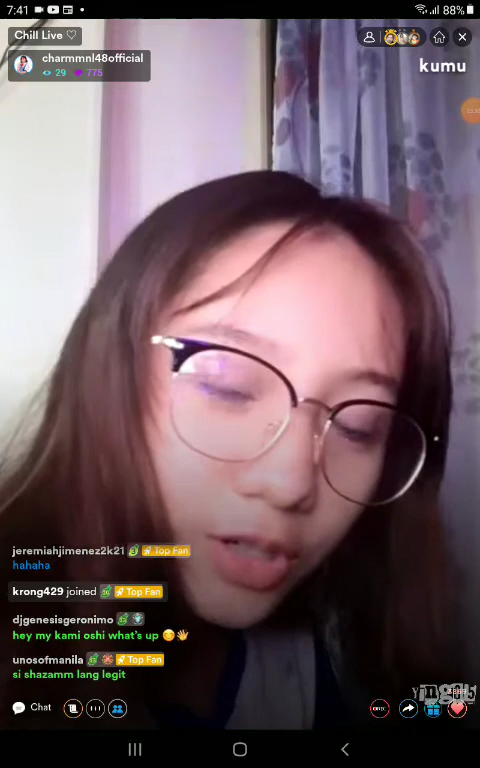 7:41
88%
Chill Live ♡
charmmnl48official
29 775
kumu
jeremiahjimenez2k21 Top Fan
hahaha
krong429 joined Top Fan
djgenesisgeronimo
hey my kami oshi what's up 😊👋
unosofmanila Top Fan
si shazamm lang legit
Chat